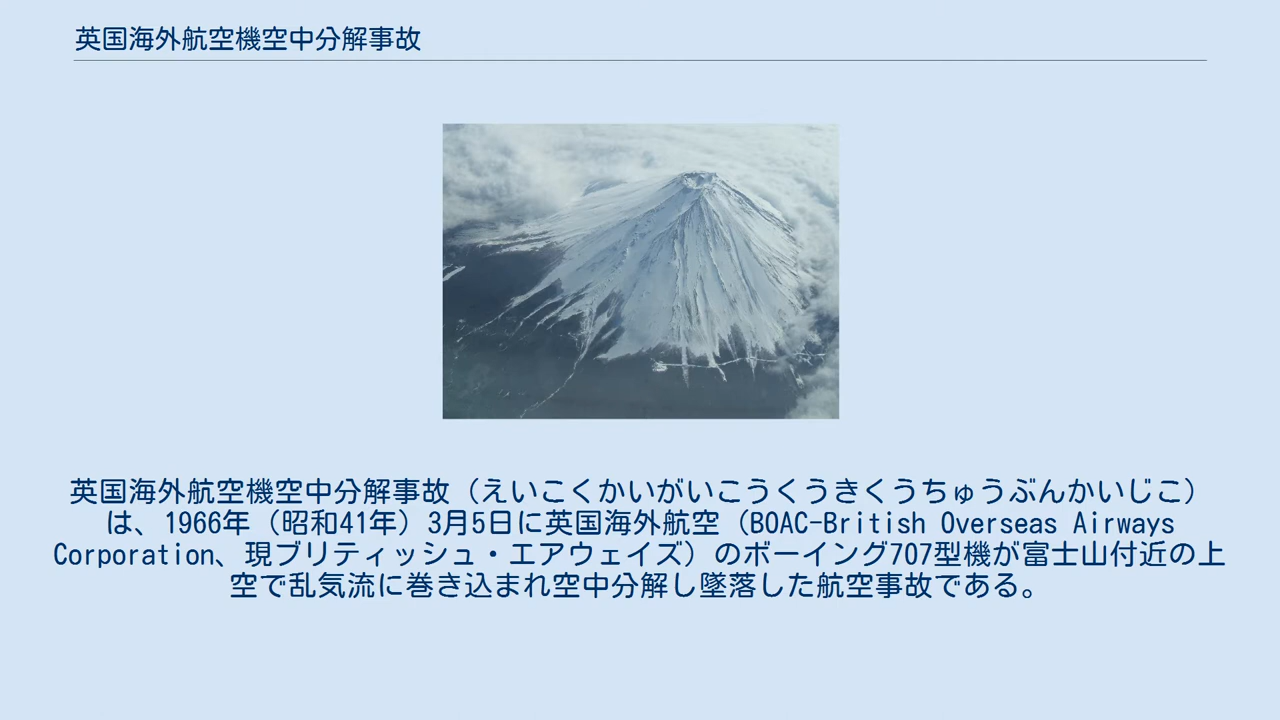 英国海外航空機空中分解事故
英国海外航空機空中分解事故（えいこくかいがいこうくうきくうちゅうぶんかいじこ）
は、1966年（昭和41年）3月5日に英国海外航空（BOAC-British Overseas Airways
Corporation、現ブリティッシュ・エアウェイズ）のボーイング707型機が富士山付近の上
空で乱気流に巻き込まれ空中分解し墜落した航空事故である。